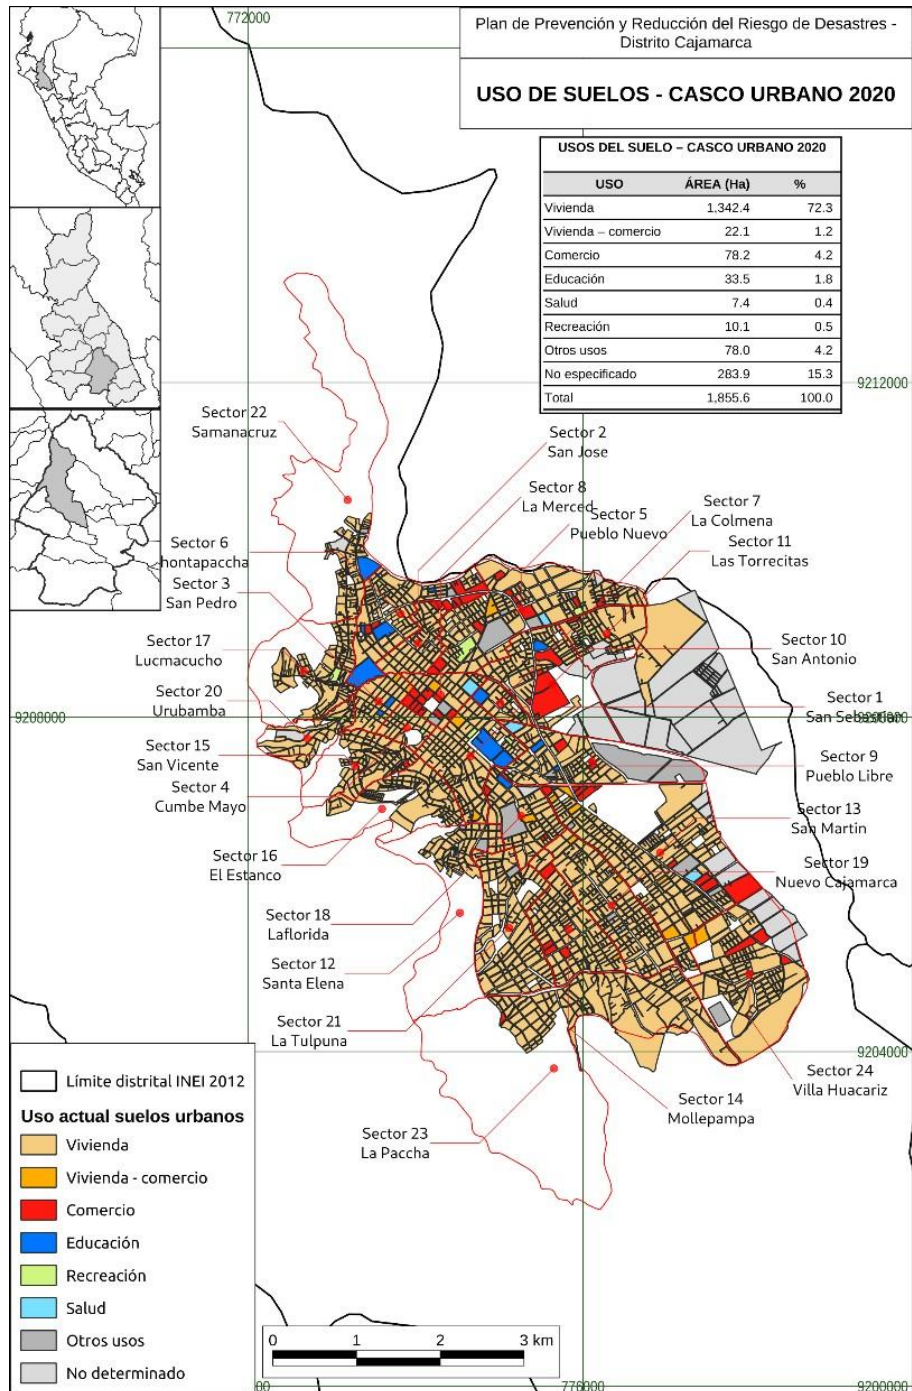 772000
Plan de Prevención y Reducción del Riesgo de Desastres -
Distrito Cajamarca
USO DE SUELOS - CASCO URBANO 2020
USOS DEL SUELO – CASCO URBANO 2020
USO ÁREA (Ha) %
Vivienda 1,342.4 72.3
Vivienda – comercio 22.1 1.2
Comercio 78.2 4.2
Educación 33.5 1.8
Salud 7.4 0.4
Recreación 10.1 0.5
Otros usos 78.0 4.2
No especificado 283.9 15.3
Total 1,855.6 100.0
9212000
Sector 22
Samanacruz
Sector 2
San Jose
Sector 8
La Merced
Sector 5
Pueblo Nuevo
Sector 7
La Colmena
Sector 6
hontapaccha
Sector 11
Las Torrecitas
Sector 3
San Pedro
Sector 17
Lucmacucho
Sector 10
San Antonio
Sector 20
Urubamba
Sector 1
San Sebastian
9208000
Sector 15
San Vicente
Sector 9
Pueblo Libre
Sector 4
Cumbe Mayo
Sector 13
San Martin
Sector 16
El Estanco
Sector 19
Nuevo Cajamarca
Sector 18
Laflorida
Sector 12
Santa Elena
Sector 21
La Tulpuna
9204000
Sector 24
Villa Huacariz
Sector 14
Mollepampa
Sector 23
La Paccha
Límite distrital INEI 2012
Uso actual suelos urbanos
Vivienda
Vivienda - comercio
Comercio
Educación
Recreación
Salud
Otros usos
No determinado
0 1 2 3 km
00
776000
9200000